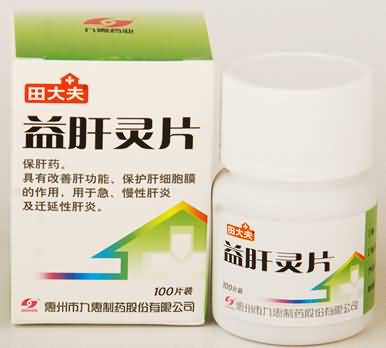 九惠药业
田大夫
益肝灵片
保肝药。
具有改善肝功能、保护肝细胞膜
的作用，用于急、慢性肝炎
及迁延性肝炎。
100片装
惠州市九惠制药股份有限公司
田大夫
益肝灵片
100片装
惠州市九惠制药股份有限公司